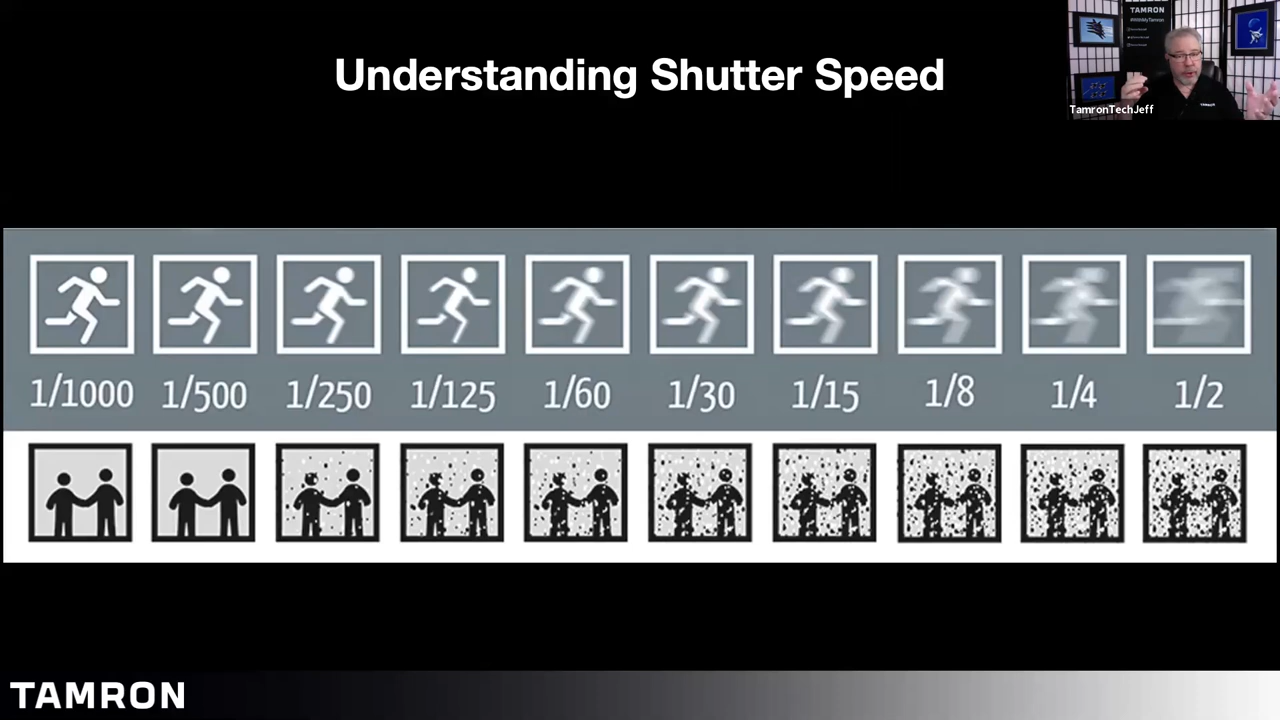 Understanding Shutter Speed
TAMRON
#WithMyTamron
TamronTechJeff
1/1000 1/500 1/250 1/125 1/60 1/30 1/15 1/8 1/4 1/2
TAMRON